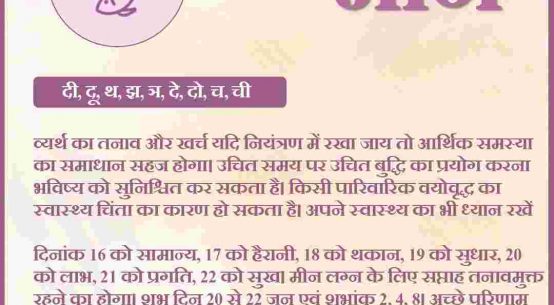 दी, दू, थ, झ, ञ, दे, दो, च, ची
व्यर्थ का तनाव और खर्च यदि नियंत्रण में रखा जाय तो आर्थिक समस्या
का समाधान सहज होगा। उचित समय पर उचित बुद्धि का प्रयोग करना
भविष्य को सुनिश्चित कर सकता है। किसी पारिवारिक वयोवृद्ध का
स्वास्थ्य चिंता का कारण हो सकता है। अपने स्वास्थ्य का भी ध्यान रखें
दिनांक 16 को सामान्य, 17 को हैरानी, 18 को थकान, 19 को सुधार, 20
को लाभ, 21 को प्रगति, 22 को सुख। मीन लग्न के लिए सप्ताह तनावमुक्त
रहने का होगा। शुभ दिन 20 से 22 जून एवं शुभांक 2, 4, 8। अच्छे परिणाम